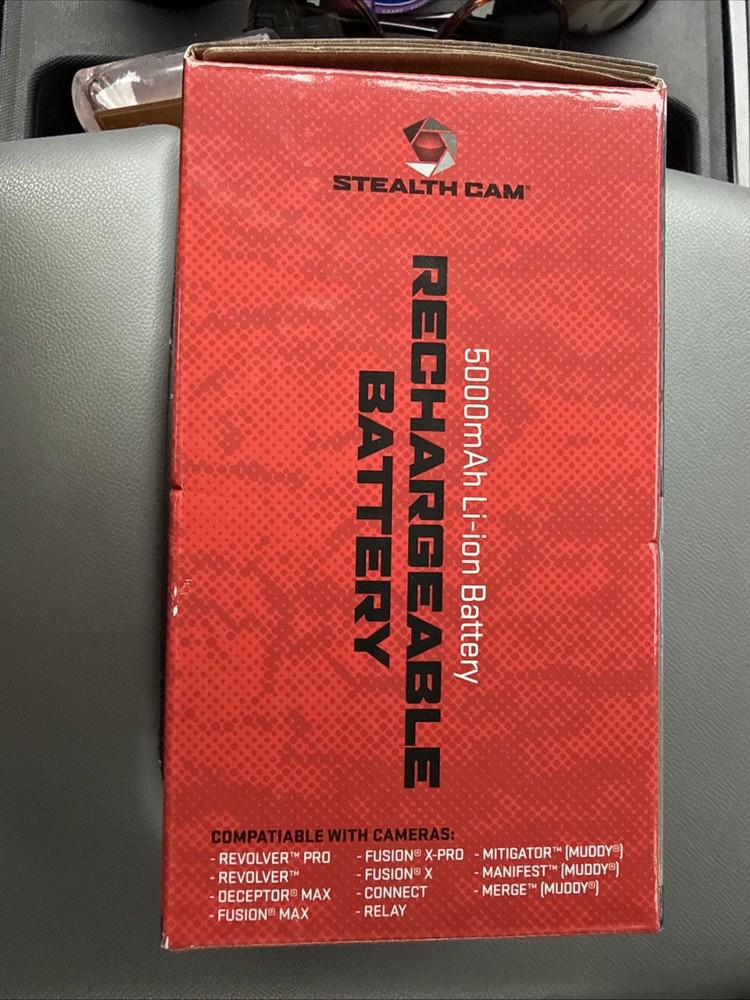 STEALTH CAM®
5000mAh Li-ion Battery
RECHARGEABLE
BATTERY
COMPATIABLE WITH CAMERAS:
- REVOLVER™ PRO
- REVOLVER™
- DECEPTOR® MAX
- FUSION® MAX
- FUSION® X-PRO
- FUSION® X
- CONNECT
- RELAY
- MITIGATOR™ (MUDDY®)
- MANIFEST™ (MUDDY®)
- MERGE™ (MUDDY®)